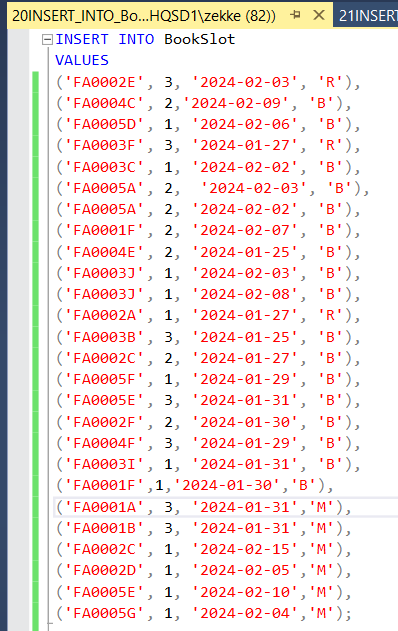 20INSERT_INTO_Bo...HQSD1\zekke (82))
21INSERT
INSERT INTO BookSlot
VALUES
('FA0002E', 3, '2024-02-03', 'R'),
('FA0004C', 2,'2024-02-09', 'B'),
('FA0005D', 1, '2024-02-06', 'B'),
('FA0003F', 3, '2024-01-27', 'R'),
('FA0003C', 1, '2024-02-02', 'B'),
('FA0005A', 2,  '2024-02-03', 'B'),
('FA0005A', 2, '2024-02-02', 'B'),
('FA0001F', 2, '2024-02-07', 'B'),
('FA0004E', 2, '2024-01-25', 'B'),
('FA0003J', 1, '2024-02-03', 'B'),
('FA0003J', 1, '2024-02-08', 'B'),
('FA0002A', 1, '2024-01-27', 'R'),
('FA0003B', 3, '2024-01-25', 'B'),
('FA0002C', 2, '2024-01-27', 'B'),
('FA0005F', 1, '2024-01-29', 'B'),
('FA0005E', 3, '2024-01-31', 'B'),
('FA0002F', 2, '2024-01-30', 'B'),
('FA0004F', 3, '2024-01-29', 'B'),
('FA0003I', 1, '2024-01-31', 'B'),
('FA0001F',1,'2024-01-30','B'),
('FA0001A', 3, '2024-01-31','M'),
('FA0001B', 3, '2024-01-31','M'),
('FA0002C', 1, '2024-02-15','M'),
('FA0002D', 1, '2024-02-05','M'),
('FA0005E', 1, '2024-02-10','M'),
('FA0005G', 1, '2024-02-04','M');